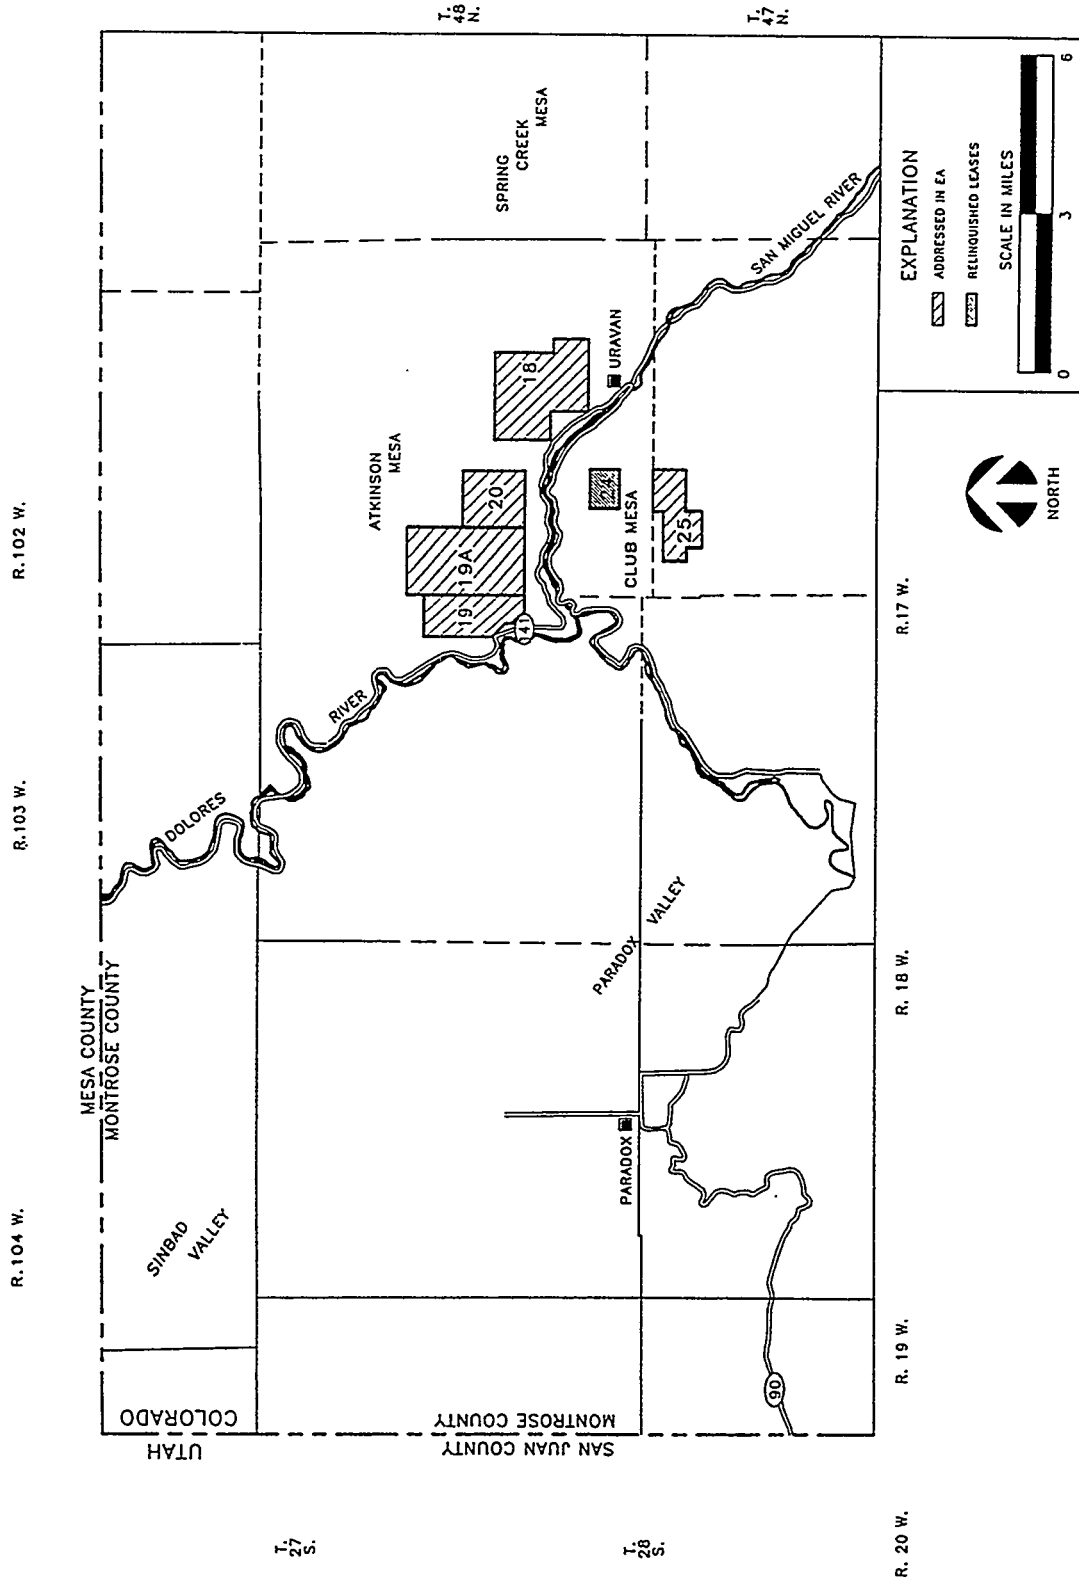 R.104 W.
R.103 W.
R.102 W.
MESA COUNTY
MONTROSE COUNTY
UTAH
COLORADO
SAN JUAN COUNTY
MONTROSE COUNTY
SINBAD
VALLEY
DOLORES
RIVER
ATKINSON
MESA
SPRING
CREEK
MESA
T.
48
N.
T.
47
N.
T.
27
S.
T.
28
S.
19
19A
20
18
141
24
25
URAVAN
CLUB MESA
SAN MIGUEL RIVER
PARADOX
VALLEY
PARADOX
90
R. 20 W.
R. 19 W.
R. 18 W.
R.17 W.
NORTH
EXPLANATION
ADDRESSED IN EA
RELINQUISHED LEASES
SCALE IN MILES
0
3
6